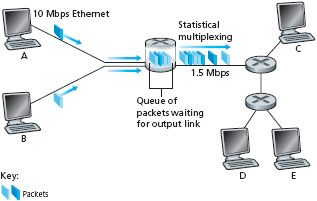 10 Mbps Ethernet
A
Statistical
multiplexing
C
1.5 Mbps
Queue of
packets waiting
for output link
B
D
E
Key:
Packets